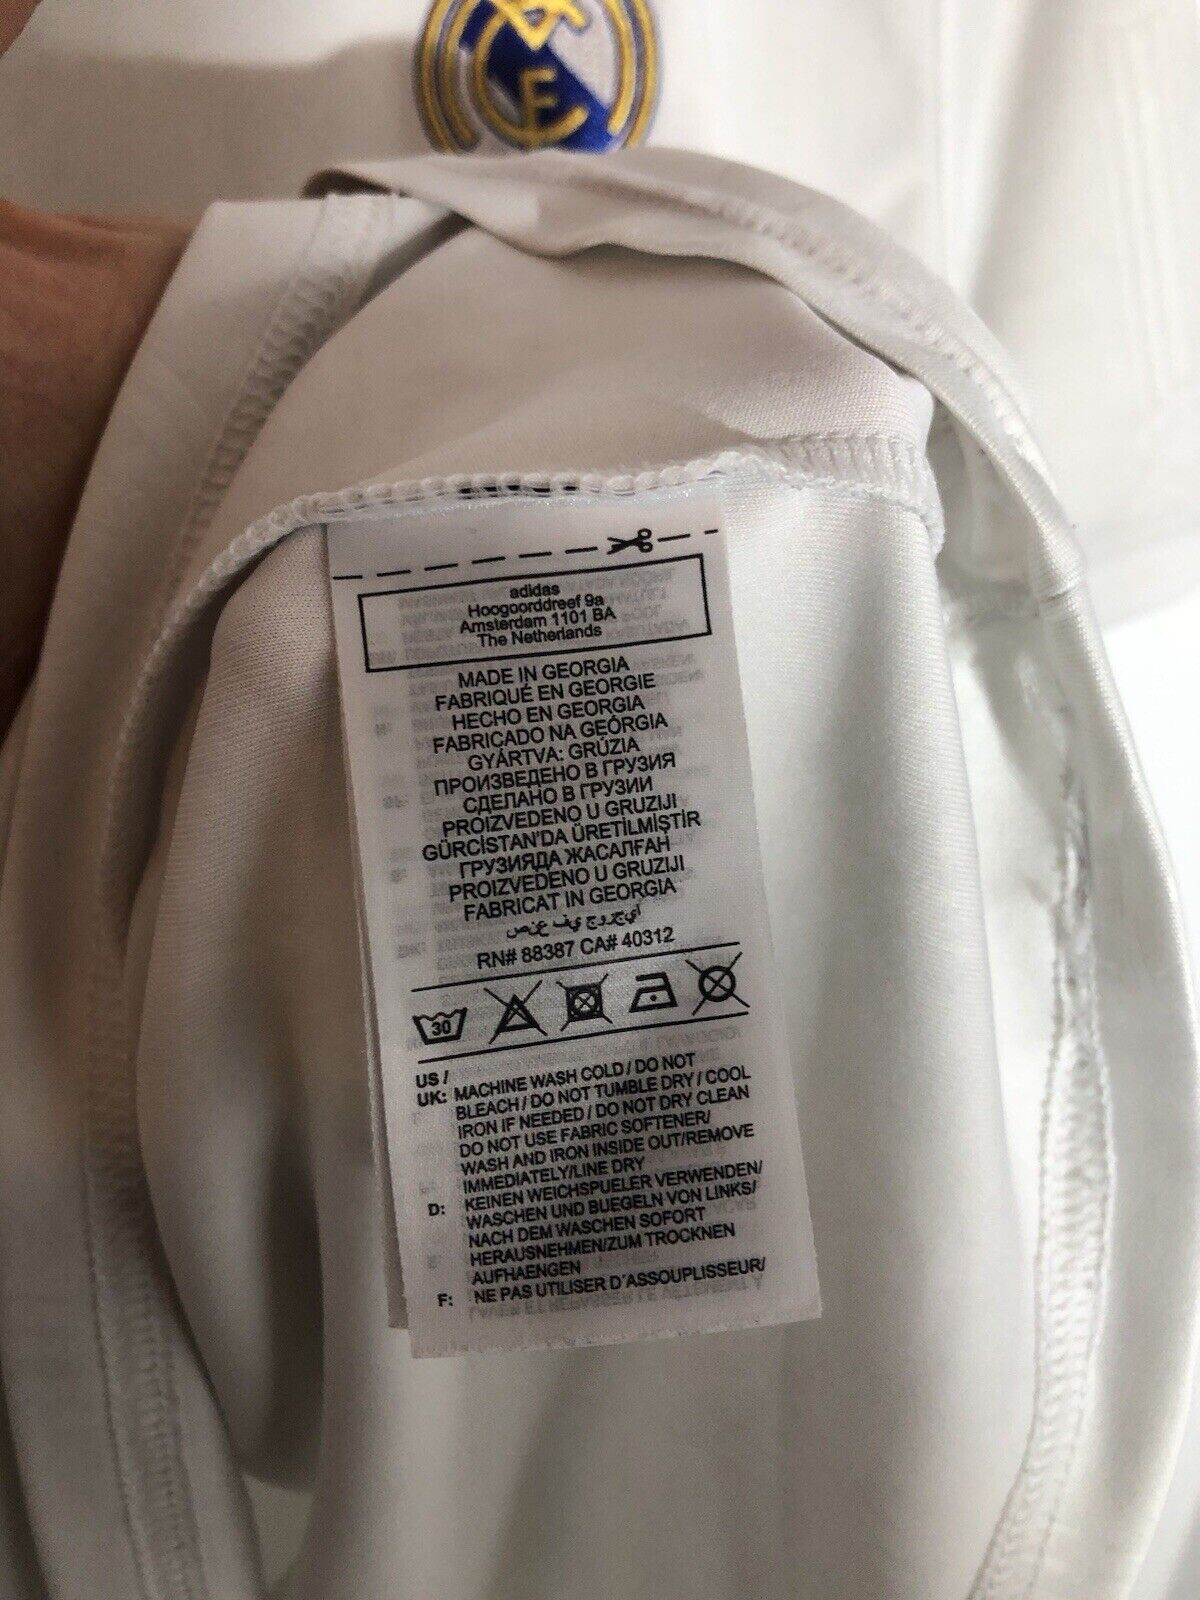 adidas
Hoogoorddreef 9a
Amsterdam 1101 BA
The Netherlands
MADE IN GEORGIA
FABRIQUÉ EN GEORGIE
HECHO EN GEORGIA
FABRICADO NA GEÓRGIA
GYÁRTVA: GRÚZIA
ПРОИЗВЕДЕНО В ГРУЗИЯ
СДЕЛАНО В ГРУЗИИ
PROIZVEDENO U GRUZIJI
GÜRCİSTAN'DA ÜRETİLMİŞTİR
ГРУЗИЯДА ЖАСАЛҒАН
PROIZVEDENO U GRUZIJI
FABRICAT IN GEORGIA
RN# 88387 CA# 40312
30
US /
UK: MACHINE WASH COLD / DO NOT
BLEACH / DO NOT TUMBLE DRY / COOL
IRON IF NEEDED / DO NOT DRY CLEAN
DO NOT USE FABRIC SOFTENER/
WASH AND IRON INSIDE OUT/REMOVE
IMMEDIATELY/LINE DRY
D: KEINEN WEICHSPUELER VERWENDEN/
WASCHEN UND BUEGELN VON LINKS/
NACH DEM WASCHEN SOFORT
HERAUSNEHMEN/ZUM TROCKNEN
AUFHAENGEN
F: NE PAS UTILISER D'ASSOUPLISSEUR/